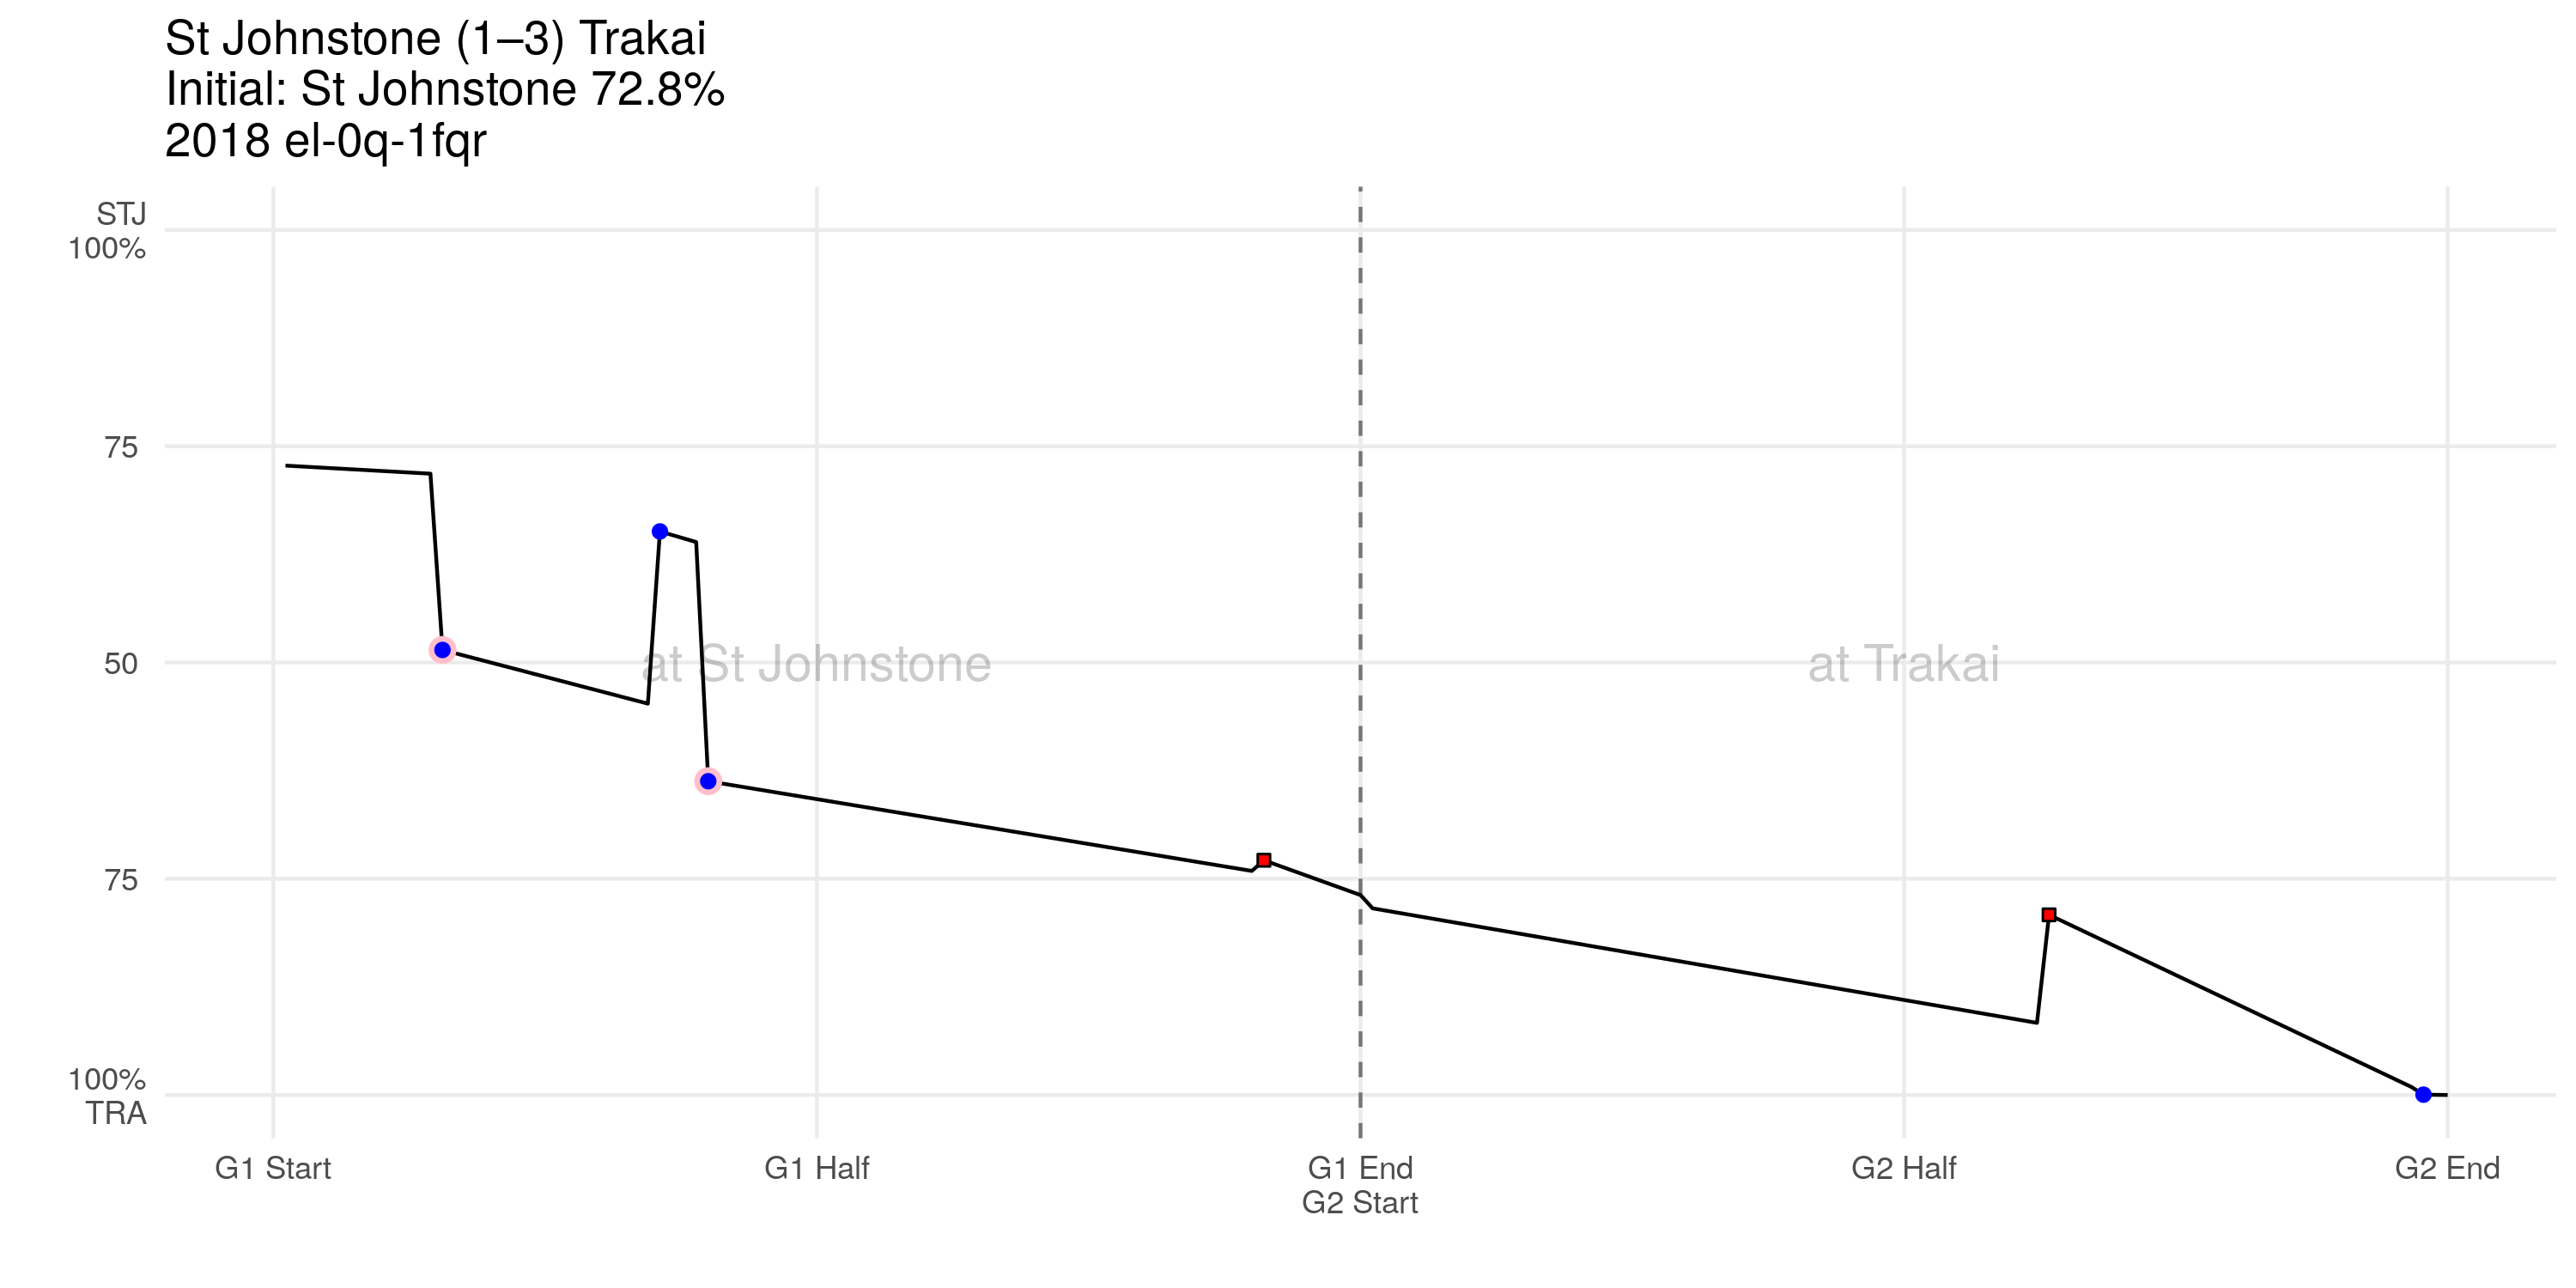 St Johnstone (1–3) Trakai
Initial: St Johnstone 72.8%
2018 el-0q-1fqr
STJ
100%
75
50
75
100%
TRA
at St Johnstone
at Trakai
G1 Start
G1 Half
G1 End
G2 Start
G2 Half
G2 End